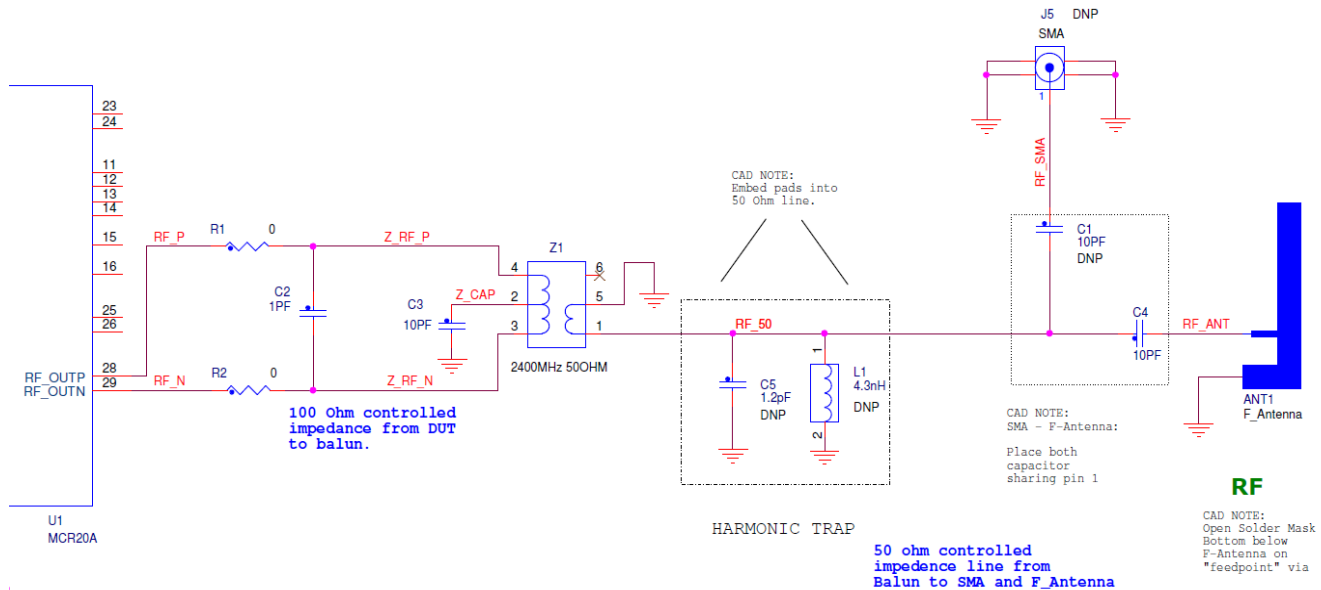 J5 DNP
SMA
1
RF_SMA
23
24
11
12
13
14
15
16
25
26
28
29
RF_OUTP
RF_OUTN
U1
MCR20A
RF_P
R1 0
Z_RF_P
C2
1PF
C3
10PF
Z_CAP
RF_N
R2 0
Z_RF_N
100 Ohm controlled
impedance from DUT
to balun.
Z1
4
2
3
6
5
1
2400MHz 50OHM
CAD NOTE:
Embed pads into
50 Ohm line.
RF_50
C5
1.2pF
DNP
1
L1
4.3nH
DNP
2
HARMONIC TRAP
C1
10PF
DNP
C4
10PF
RF_ANT
ANT1
F_Antenna
CAD NOTE:
SMA - F-Antenna:
Place both
capacitor
sharing pin 1
50 ohm controlled
impedence line from
Balun to SMA and F_Antenna
RF
CAD NOTE:
Open Solder Mask
Bottom below
F-Antenna on
"feedpoint" via